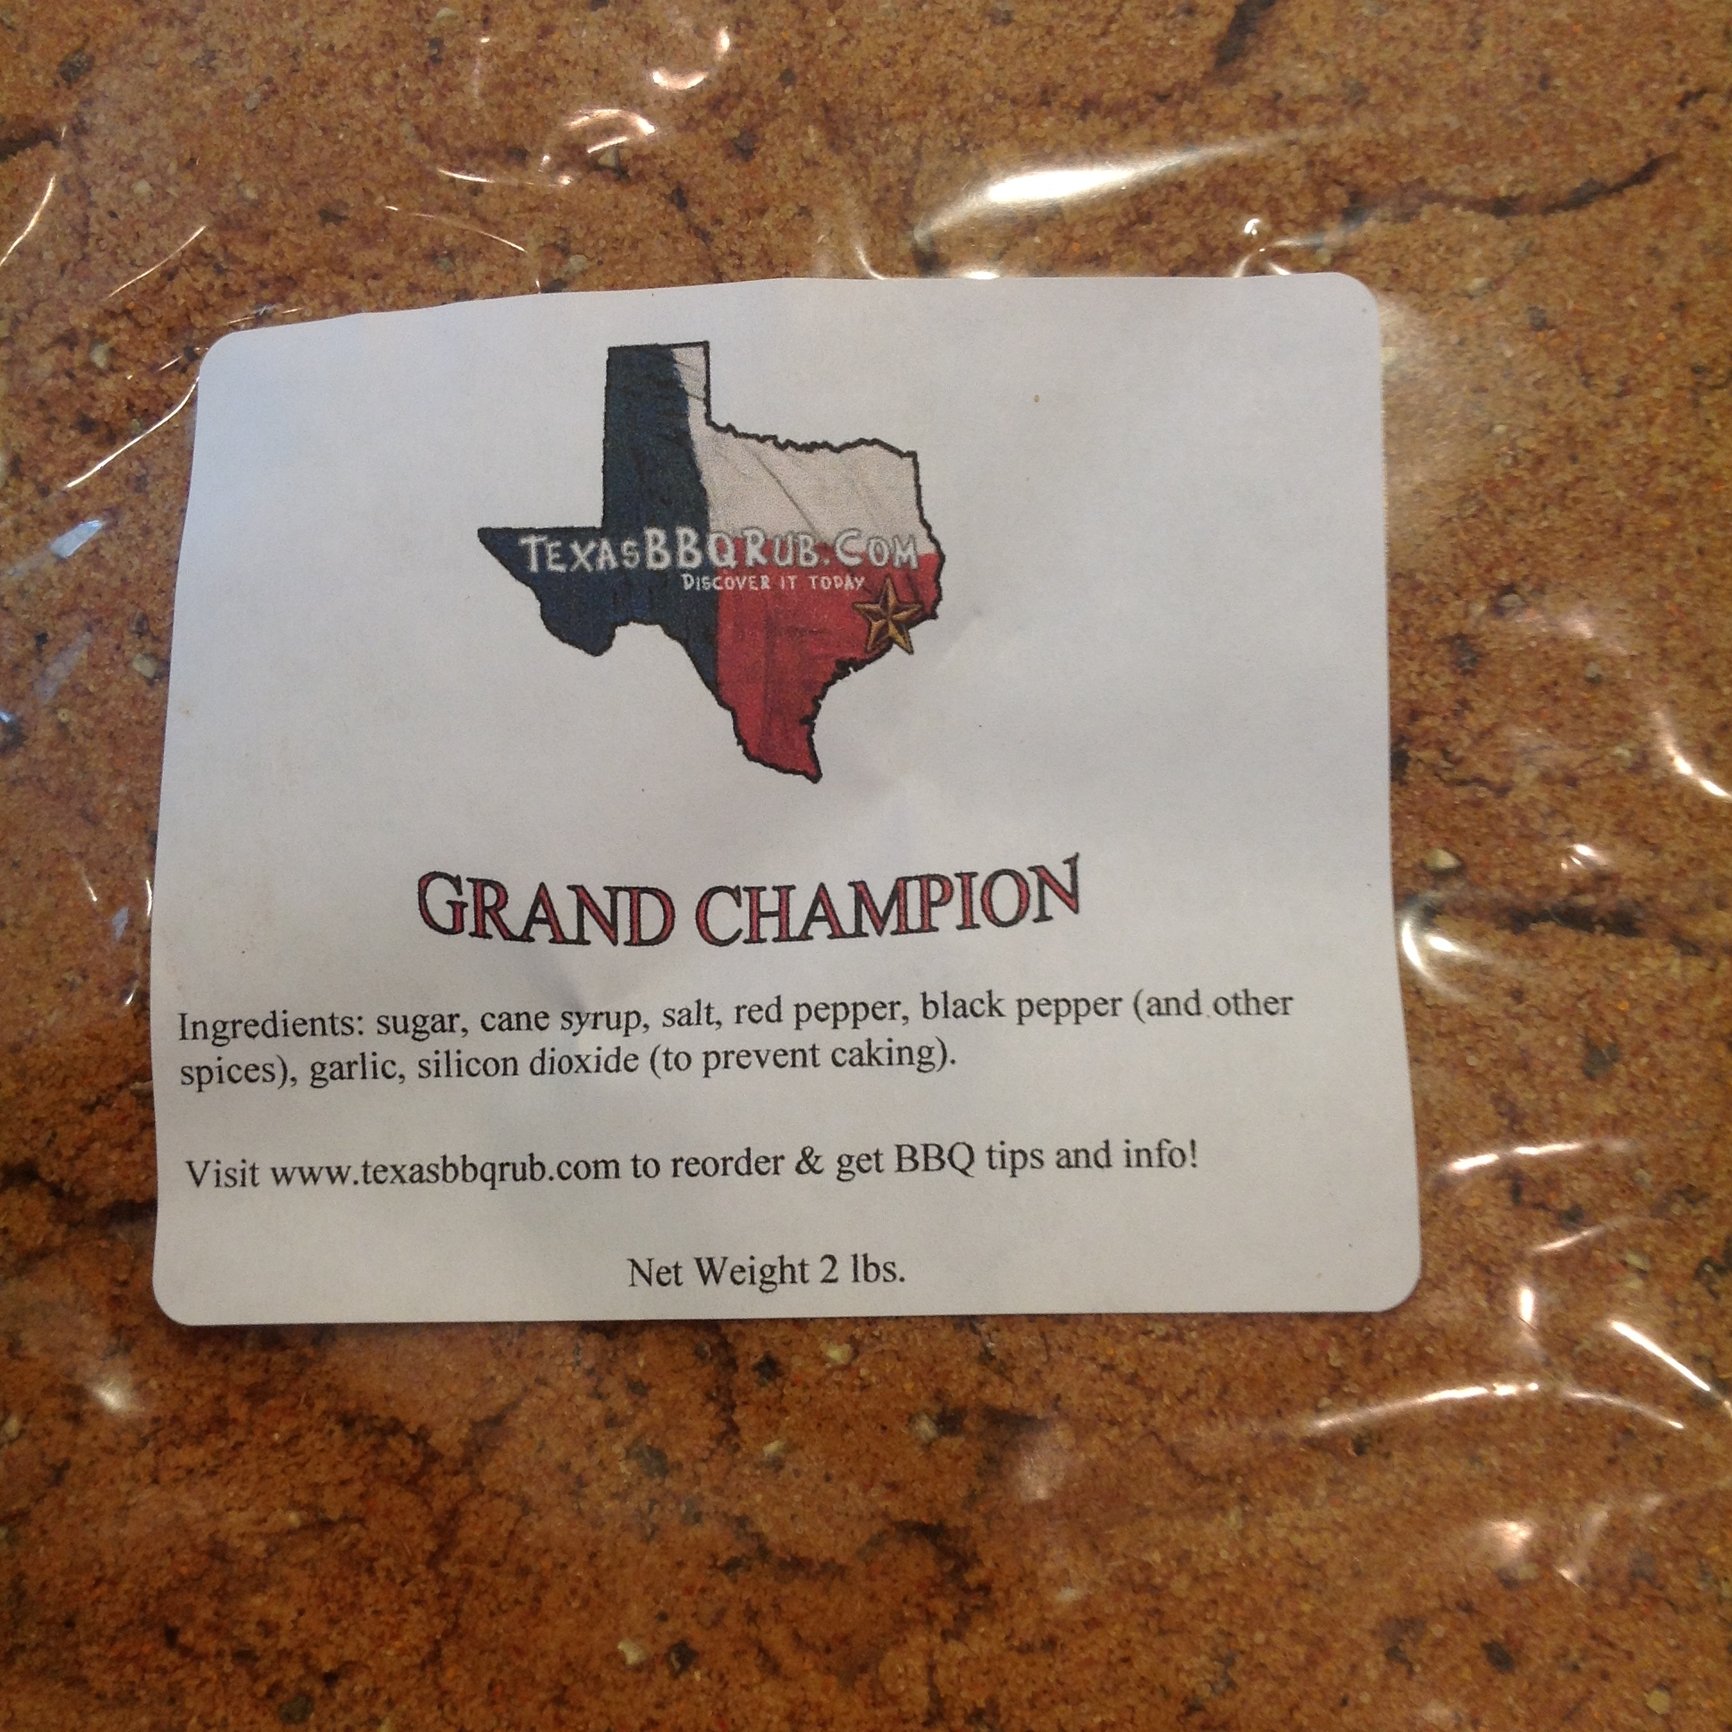 TEXASBBQRUB.COM
DISCOVER IT TODAY
GRAND CHAMPION
Ingredients: sugar, cane syrup, salt, red pepper, black pepper (and other
spices), garlic, silicon dioxide (to prevent caking).
Visit www.texasbbqrub.com to reorder & get BBQ tips and info!
Net Weight 2 lbs.